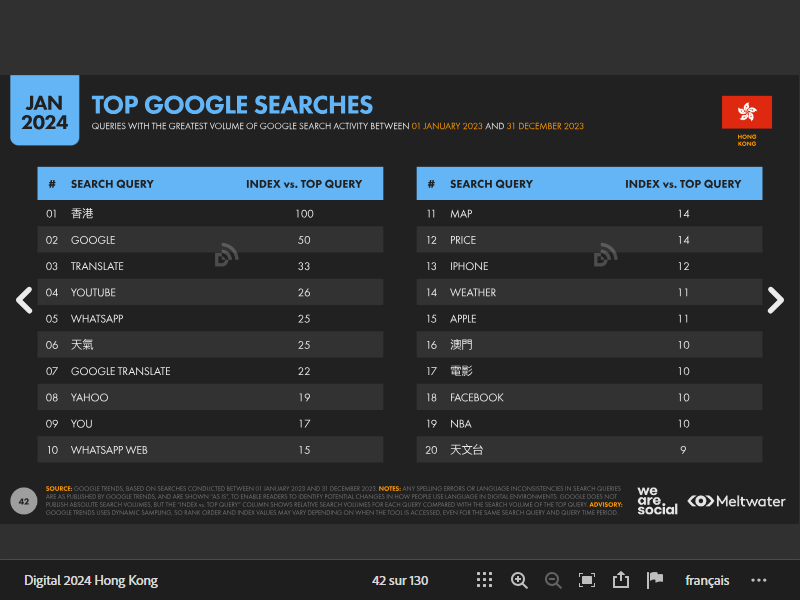 JAN
2024
TOP GOOGLE SEARCHES
QUERIES WITH THE GREATEST VOLUME OF GOOGLE SEARCH ACTIVITY BETWEEN 01 JANUARY 2023 AND 31 DECEMBER 2023
HONG
KONG
# SEARCH QUERY INDEX vs. TOP QUERY
01 香港 100
02 GOOGLE 50
03 TRANSLATE 33
04 YOUTUBE 26
05 WHATSAPP 25
06 天氣 25
07 GOOGLE TRANSLATE 22
08 YAHOO 19
09 YOU 17
10 WHATSAPP WEB 15
# SEARCH QUERY INDEX vs. TOP QUERY
11 MAP 14
12 PRICE 14
13 IPHONE 12
14 WEATHER 11
15 APPLE 11
16 澳門 10
17 電影 10
18 FACEBOOK 10
19 NBA 10
20 天文台 9
42
SOURCE: GOOGLE TRENDS, BASED ON SEARCHES CONDUCTED BETWEEN 01 JANUARY 2023 AND 31 DECEMBER 2023. NOTES: ANY SPELLING ERRORS OR LANGUAGE INCONSISTENCIES IN SEARCH QUERIES
ARE AS PUBLISHED BY GOOGLE TRENDS, AND ARE SHOWN "AS IS", TO ENABLE READERS TO IDENTIFY POTENTIAL CHANGES IN HOW PEOPLE USE LANGUAGE IN DIGITAL ENVIRONMENTS. GOOGLE DOES NOT
PUBLISH ABSOLUTE SEARCH VOLUMES, BUT THE "INDEX vs. TOP QUERY" COLUMN SHOWS RELATIVE SEARCH VOLUMES FOR EACH QUERY COMPARED WITH THE SEARCH VOLUME OF THE TOP QUERY. ADVISORY:
GOOGLE TRENDS USES DYNAMIC SAMPLING, SO RANK ORDER AND INDEX VALUES MAY VARY DEPENDING ON WHEN THE TOOL IS ACCESSED, EVEN FOR THE SAME SEARCH QUERY AND QUERY TIME PERIOD.
we
are.
social
Meltwater
Digital 2024 Hong Kong
42 sur 130
français